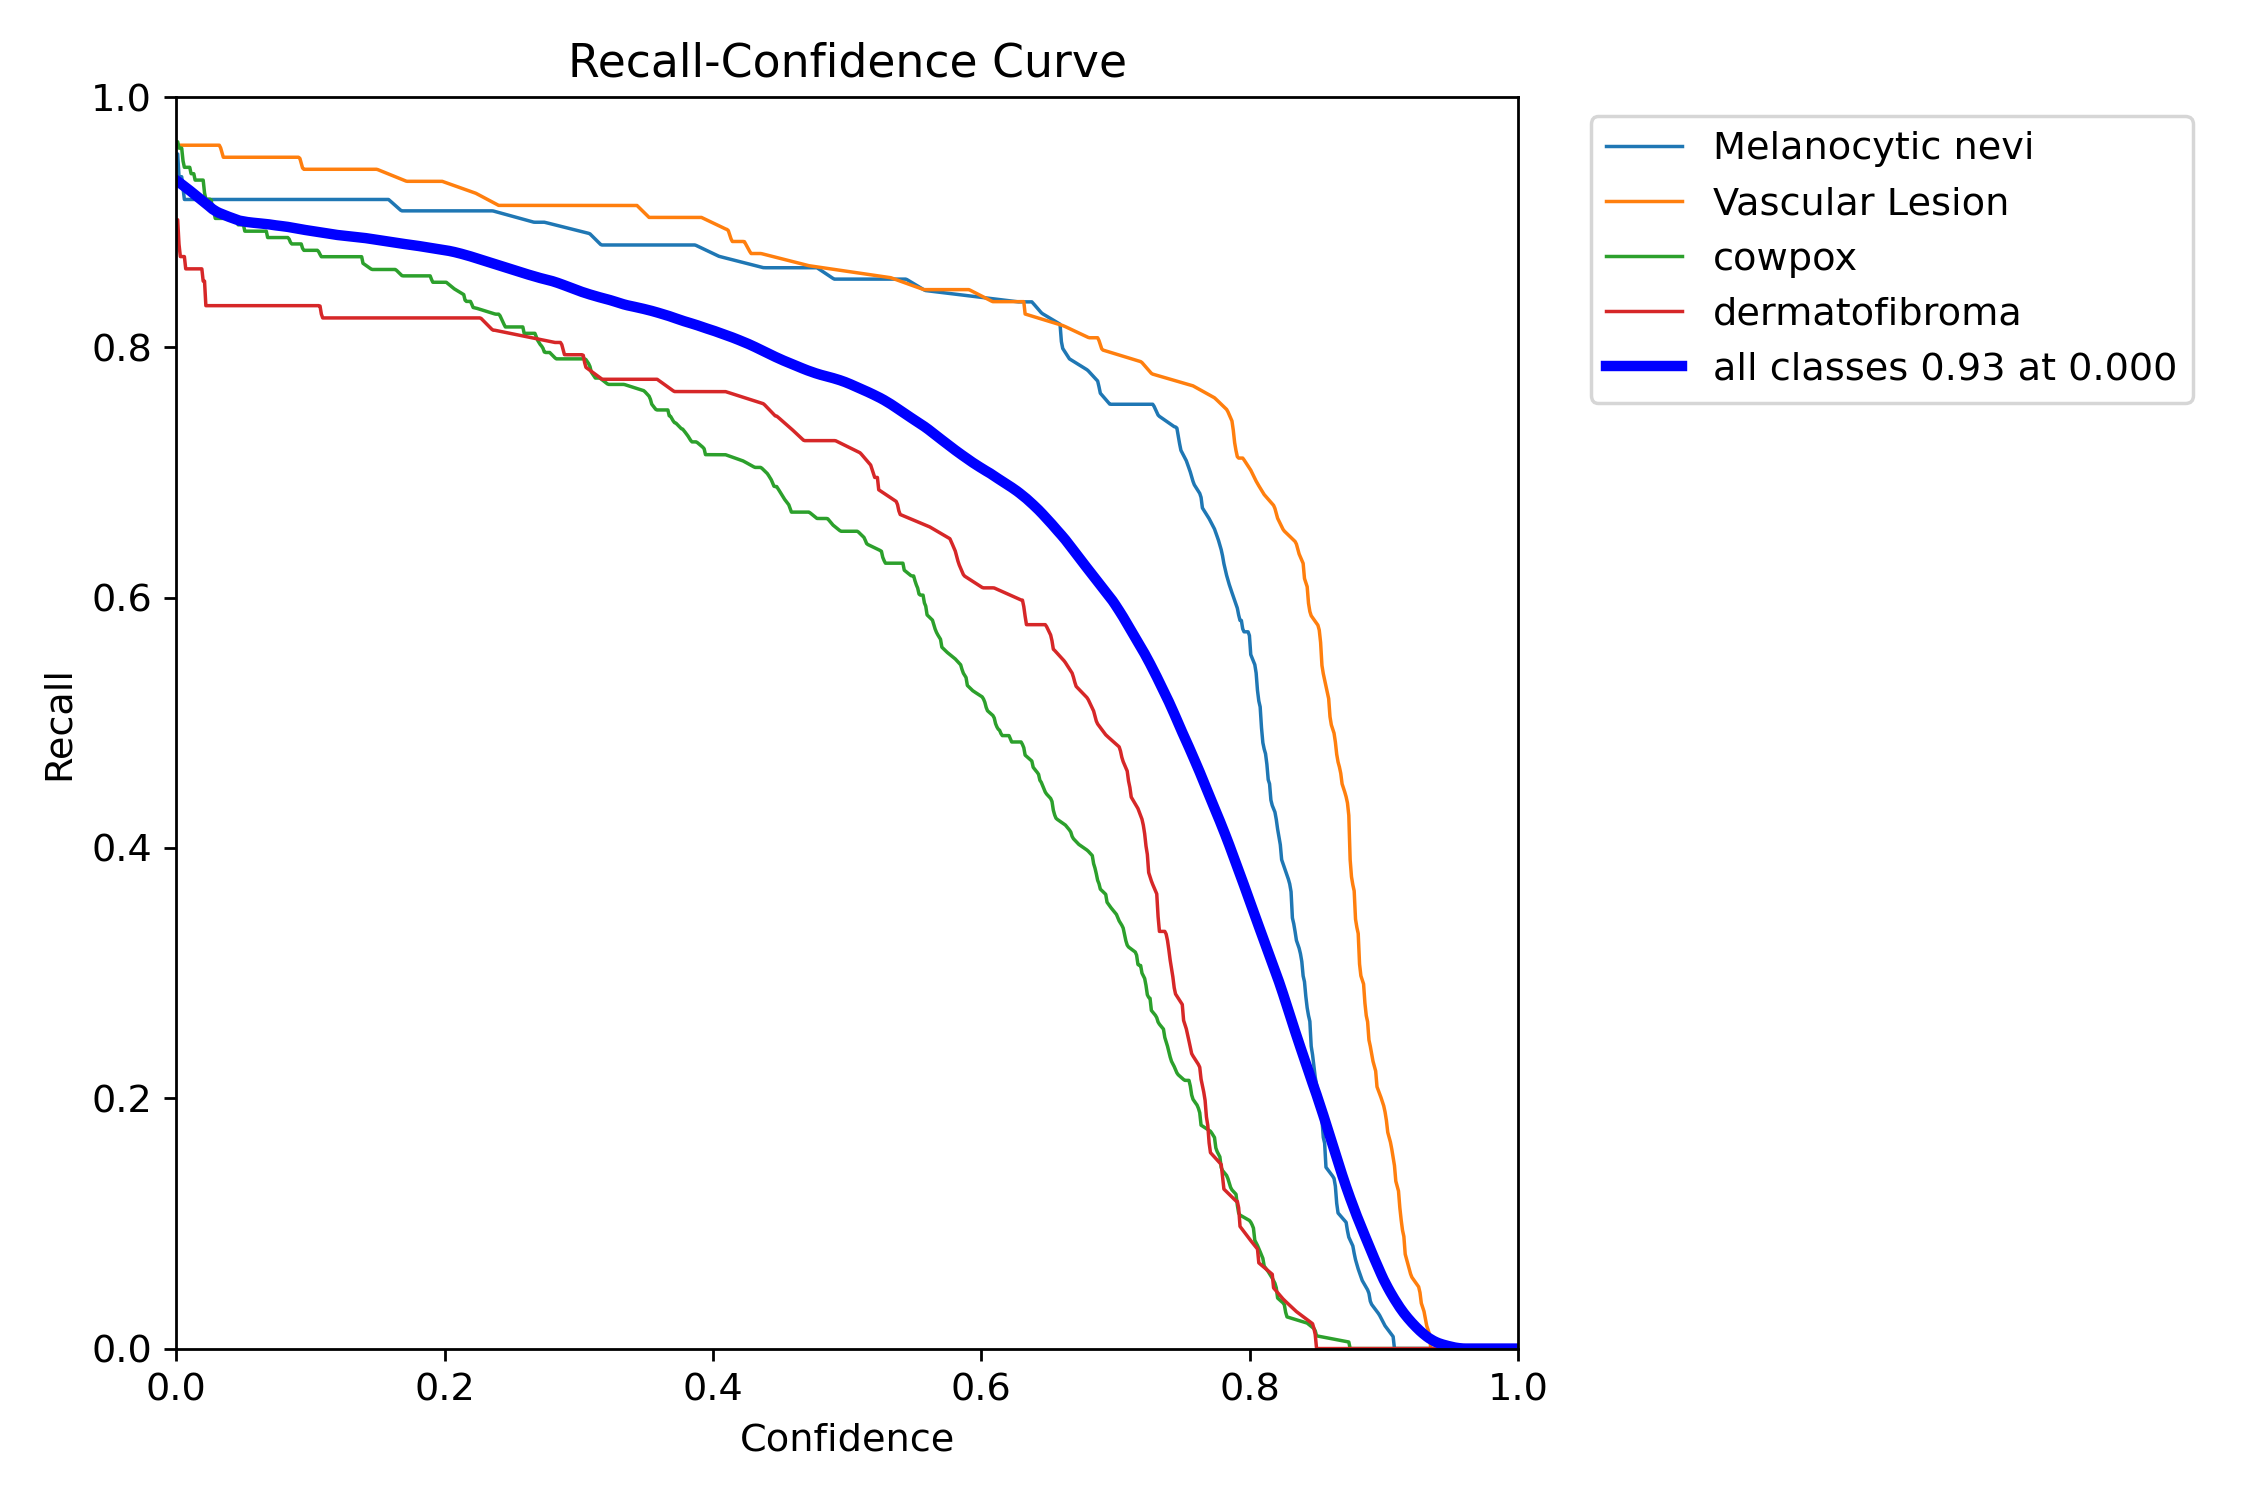 Recall-Confidence Curve
1.0
0.8
0.6
0.4
0.2
0.0
Recall
0.0 0.2 0.4 0.6 0.8 1.0
Confidence
Melanocytic nevi
Vascular Lesion
cowpox
dermatofibroma
all classes 0.93 at 0.000